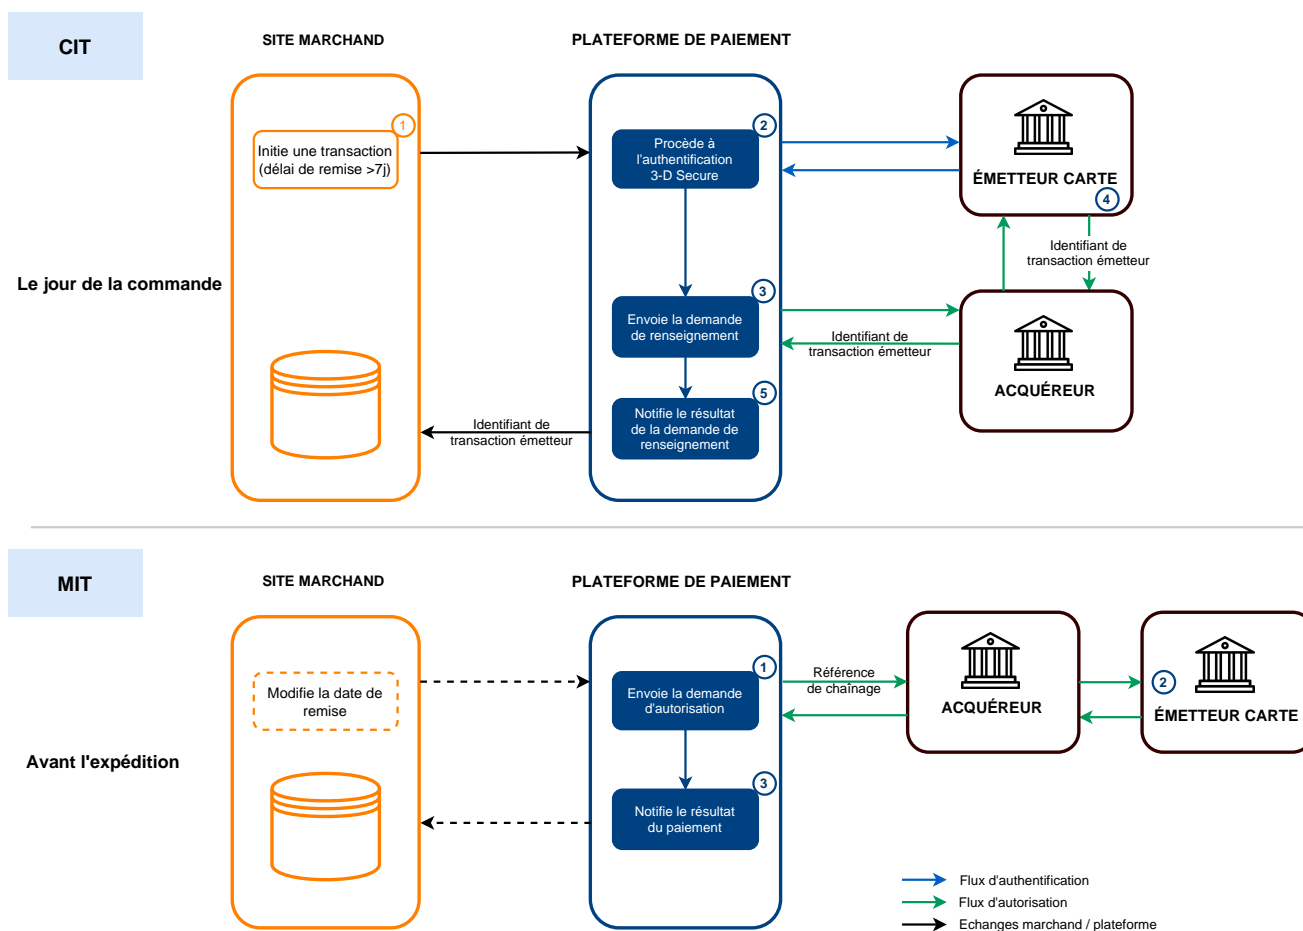 CIT
SITE MARCHAND
PLATEFORME DE PAIEMENT
1
Initie une transaction
(délai de remise >7j)
2
Procède à
l'authentification
3-D Secure
ÉMETTEUR CARTE
4
Identifiant de
transaction émetteur
Le jour de la commande
3
Envoie la demande
de renseignement
Identifiant de
transaction émetteur
ACQUÉREUR
5
Notifie le résultat
de la demande de
renseignement
Identifiant de
transaction émetteur
MIT
SITE MARCHAND
PLATEFORME DE PAIEMENT
Modifie la date de
remise
1
Envoie la demande
d'autorisation
Référence
de chaînage
ACQUÉREUR
2
ÉMETTEUR CARTE
Avant l'expédition
3
Notifie le résultat
du paiement
Flux d'authentification
Flux d'autorisation
Echanges marchand / plateforme